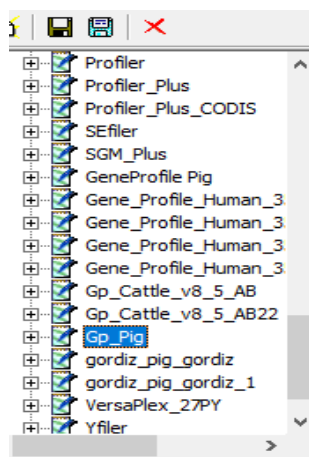 Profiler
Profiler_Plus
Profiler_Plus_CODIS
SEfiler
SGM_Plus
GeneProfile Pig
Gene_Profile_Human_3
Gene_Profile_Human_3
Gene_Profile_Human_3
Gene_Profile_Human_3
Gp_Cattle_v8_5_AB
Gp_Cattle_v8_5_AB22
Gp_Pig
gordiz_pig_gordiz
gordiz_pig_gordiz_1
VersaPlex_27PY
Yfiler